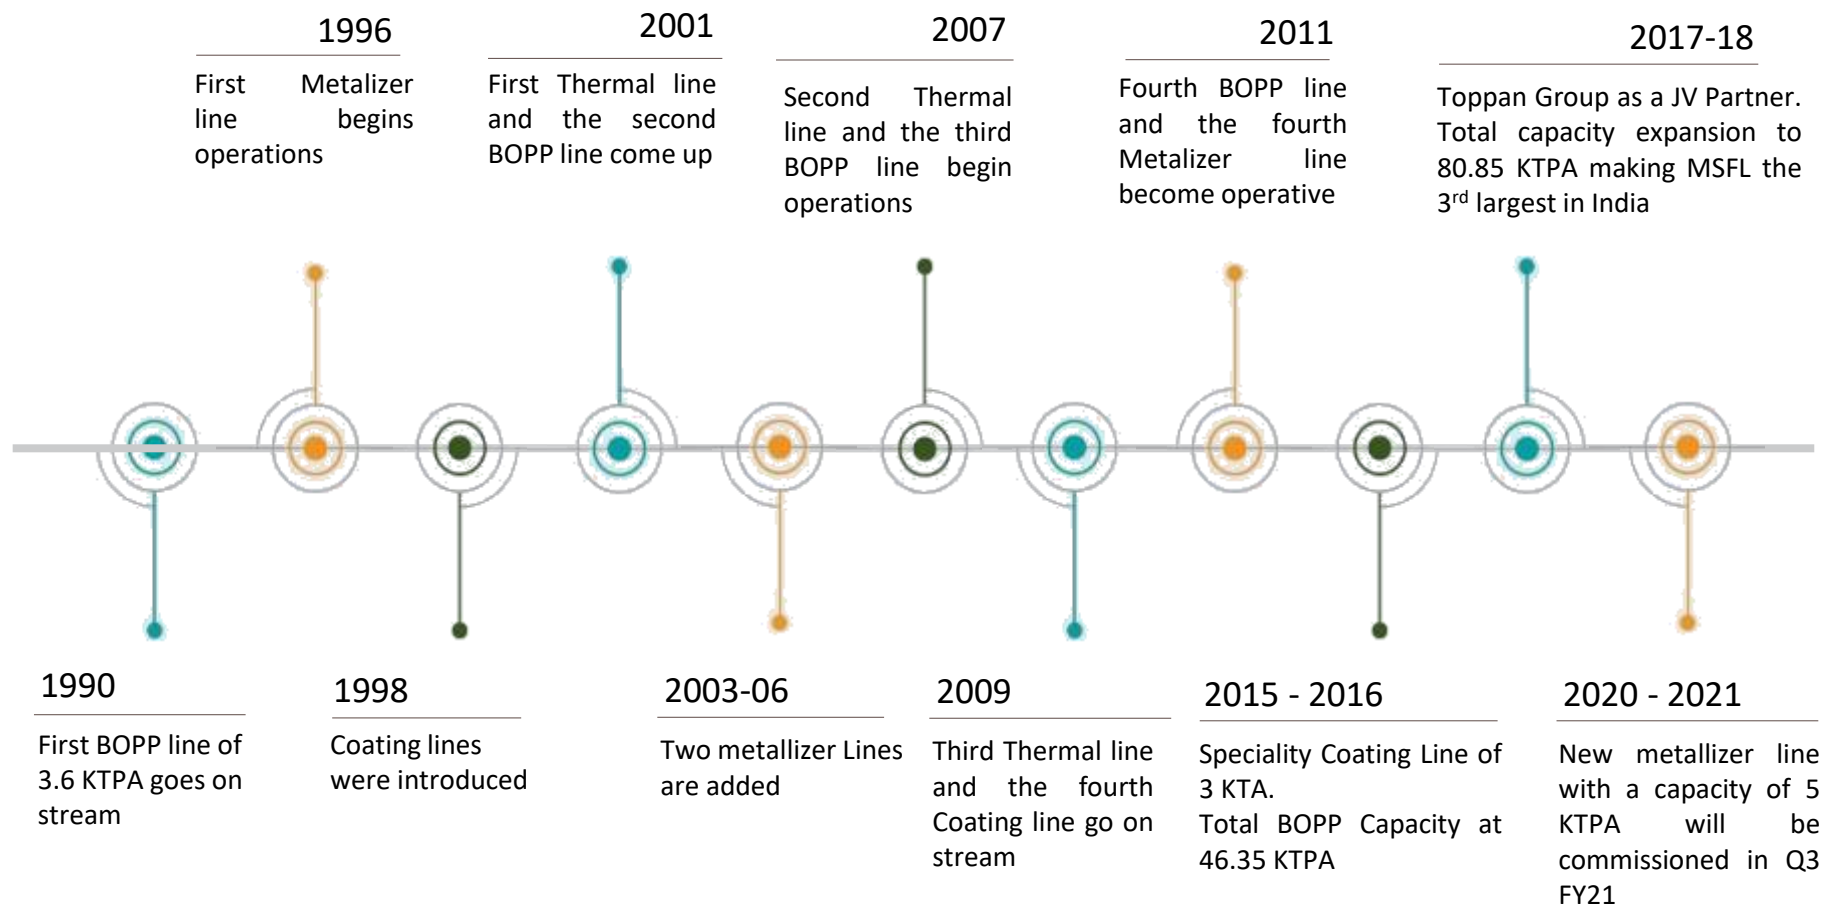 1996
First Metalizer
line begins
operations
2001
First Thermal line
and the second
BOPP line come up
2007
Second Thermal
line and the third
BOPP line begin
operations
2011
Fourth BOPP line
and the fourth
Metalizer line
become operative
2017-18
Toppan Group as a JV Partner.
Total capacity expansion to
80.85 KTPA making MSFL the
3rd largest in India
1990
First BOPP line of
3.6 KTPA goes on
stream
1998
Coating lines
were introduced
2003-06
Two metallizer Lines
are added
2009
Third Thermal line
and the fourth
Coating line go on
stream
2015 - 2016
Speciality Coating Line of
3 KTA.
Total BOPP Capacity at
46.35 KTPA
2020 - 2021
New metallizer line
with a capacity of 5
KTPA will be
commissioned in Q3
FY21